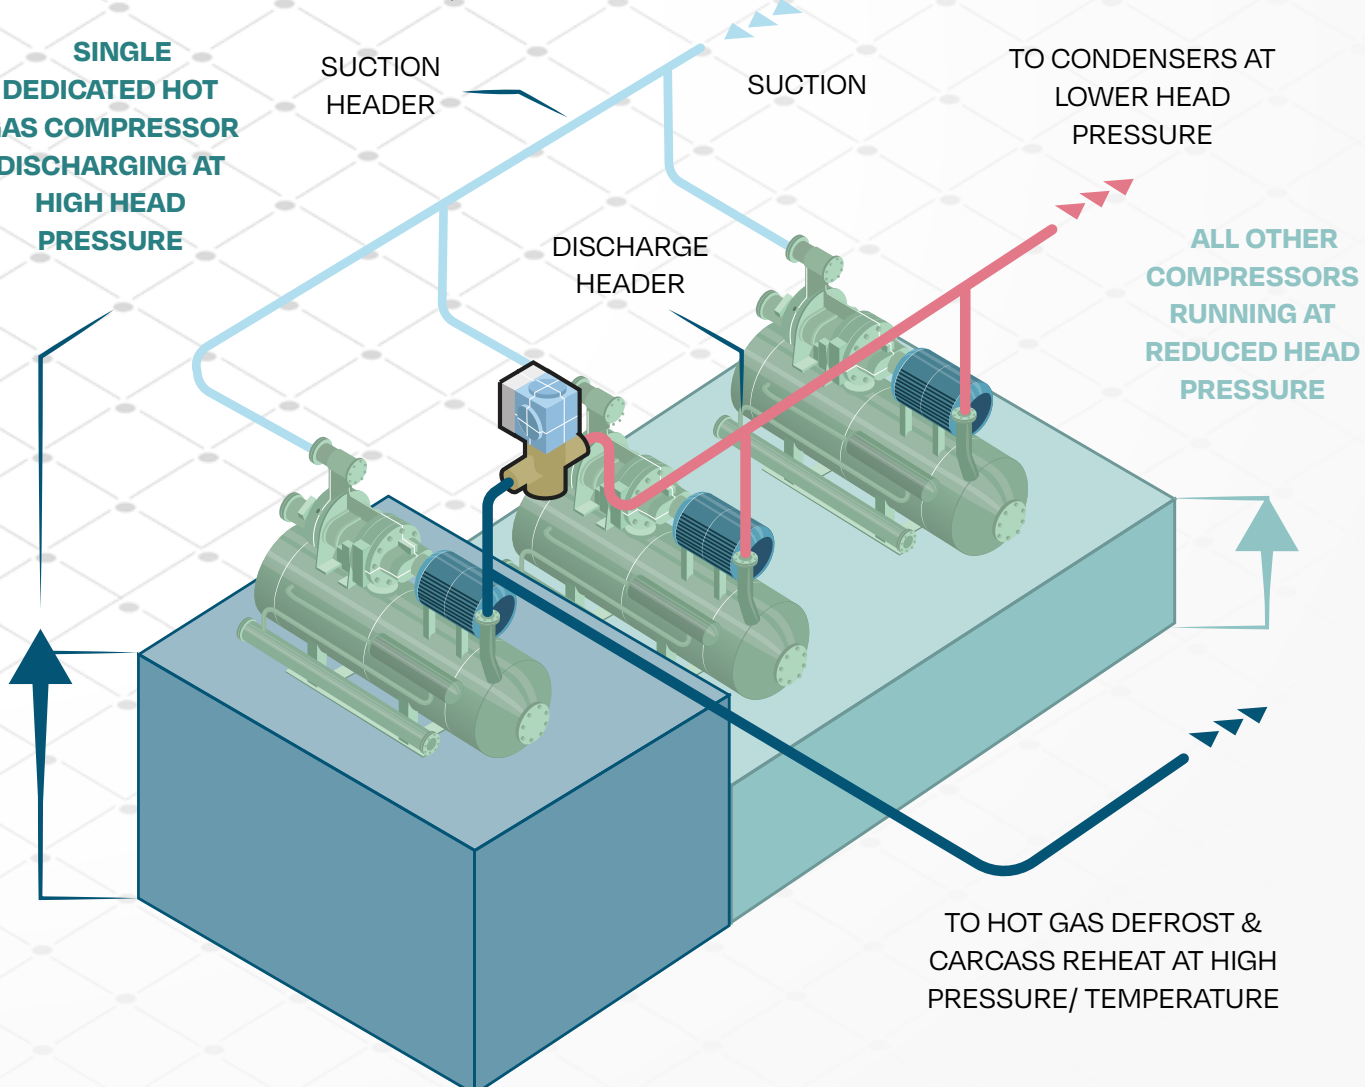 SINGLE
DEDICATED HOT
GAS COMPRESSOR
DISCHARGING AT
HIGH HEAD
PRESSURE
SUCTION
HEADER
SUCTION
TO CONDENSERS AT
LOWER HEAD
PRESSURE
DISCHARGE
HEADER
ALL OTHER
COMPRESSORS
RUNNING AT
REDUCED HEAD
PRESSURE
TO HOT GAS DEFROST &
CARCASS REHEAT AT HIGH
PRESSURE/ TEMPERATURE